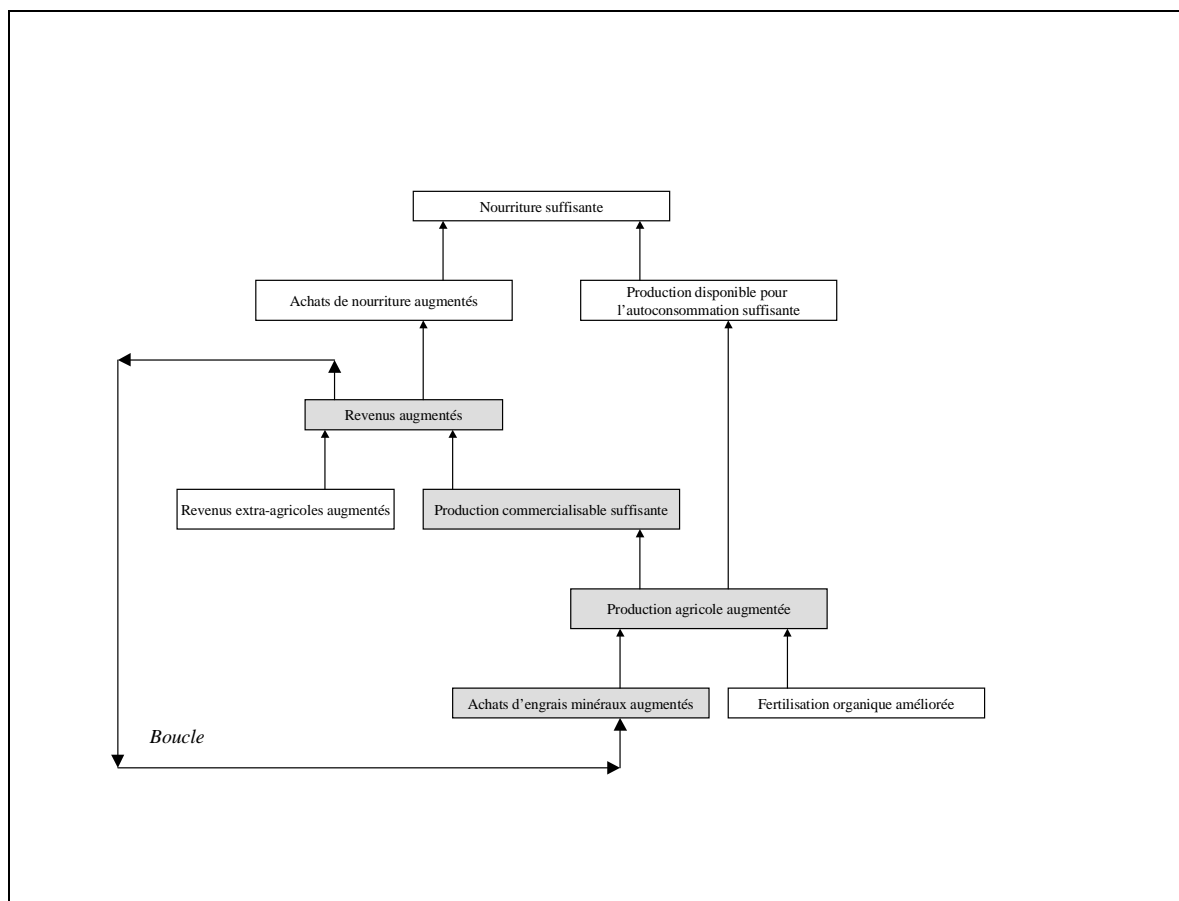 Nourriture suffisante
Achats de nourriture augmentés
Production disponible pour
l’autoconsommation suffisante
Revenus augmentés
Revenus extra-agricoles augmentés
Production commercialisable suffisante
Production agricole augmentée
Achats d’engrais minéraux augmentés
Fertilisation organique améliorée
Boucle